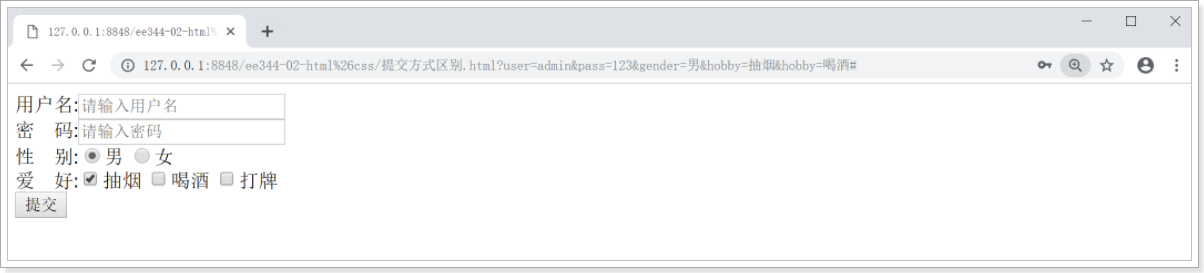 127.0.0.1:8848/ee344-02-html%
127.0.0.1:8848/ee344-02-html%26css/提交方式区别.html?user=admin&pass=123&gender=男&hobby=抽烟&hobby=喝酒#
用户名:请输入用户名
密 码:请输入密码
性 别: 男 女
爱 好: 抽烟 喝酒 打牌
提交